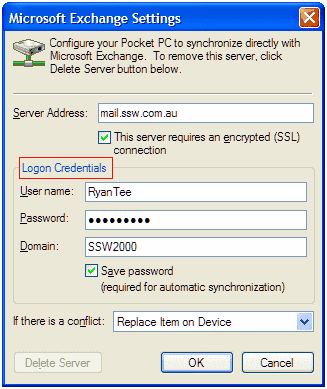 Microsoft Exchange Settings
Configure your Pocket PC to synchronize directly with
Microsoft Exchange. To remove this server, click
Delete Server button below.
Server Address: mail.ssw.com.au
This server requires an encrypted (SSL)
connection
Logon Credentials
User name: RyanTee
Password: •••••••••
Domain: SSW2000
Save password
(required for automatic synchronization)
If there is a conflict: Replace Item on Device
Delete Server OK Cancel